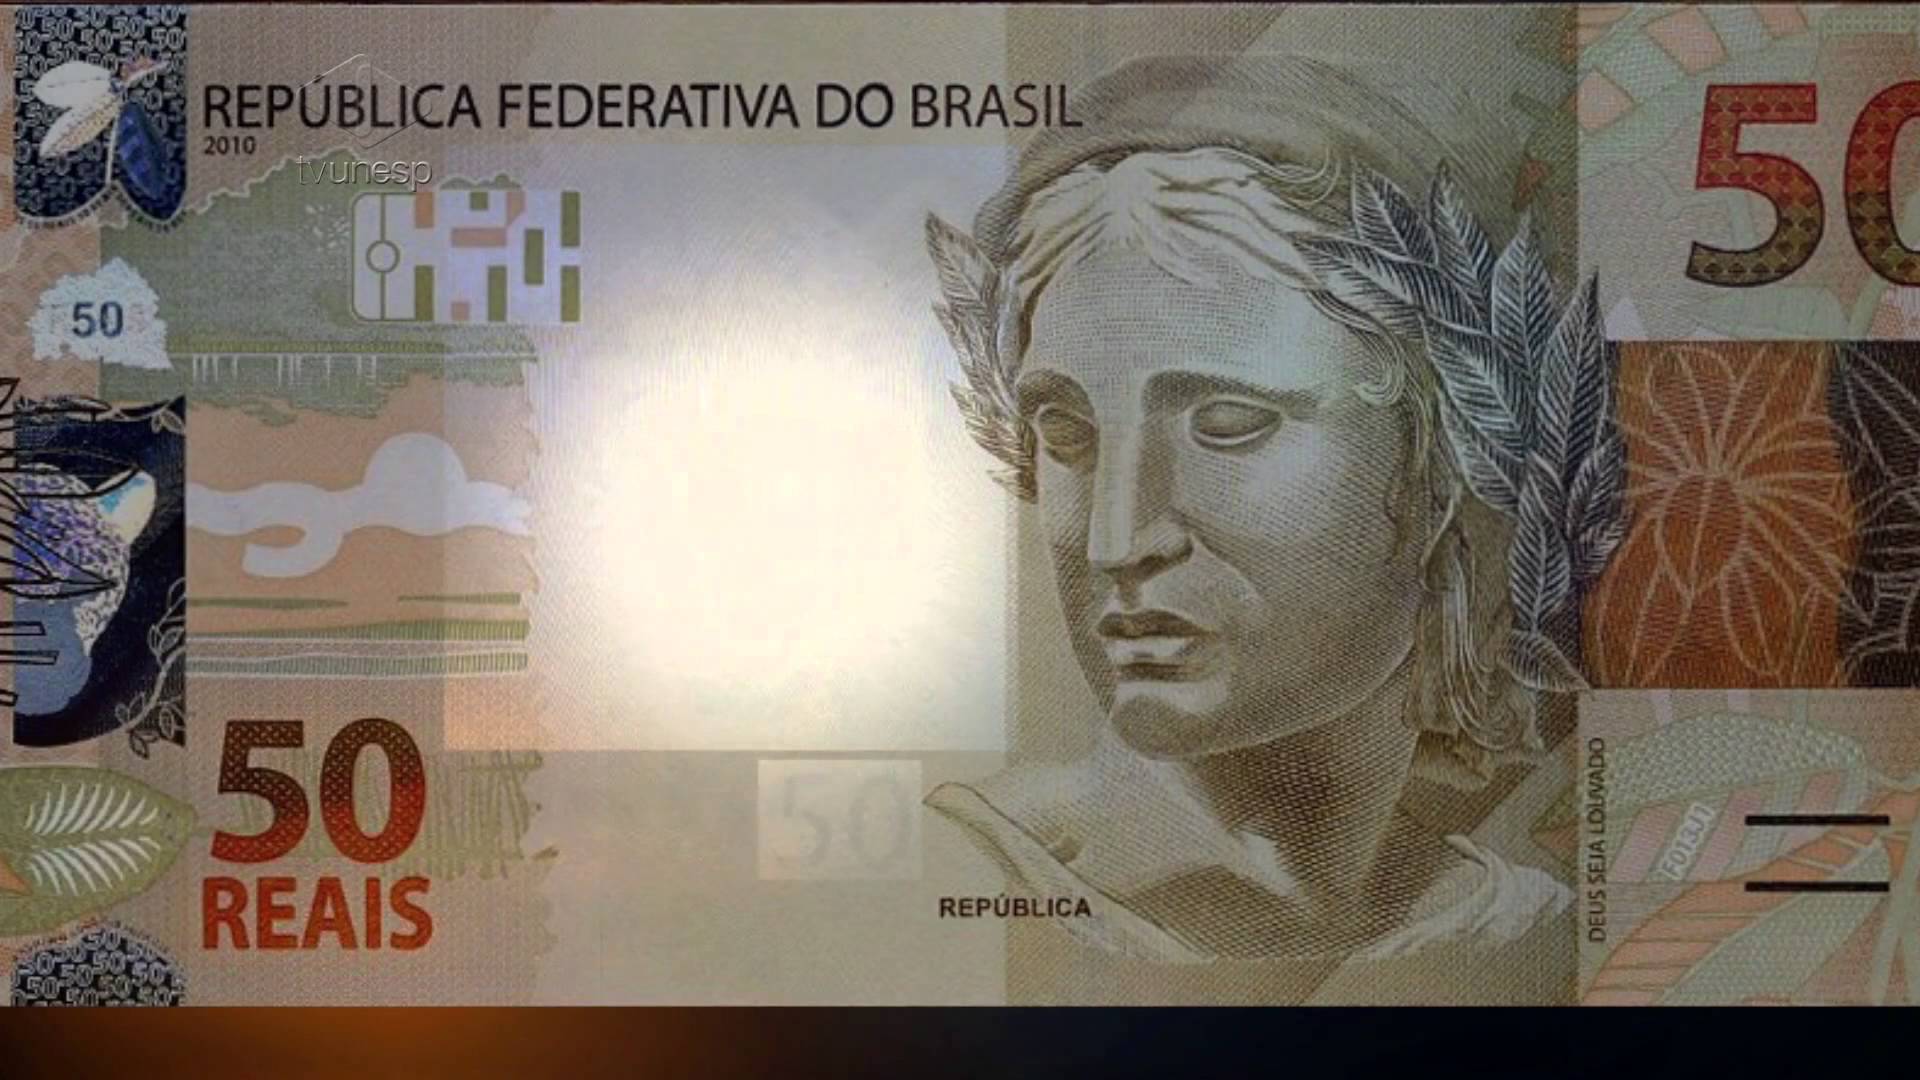 REPÚBLICA FEDERATIVA DO BRASIL
2010
tvunesp
50
50
50
REAIS
50
REPÚBLICA
DEUS SEJA LOUVADO